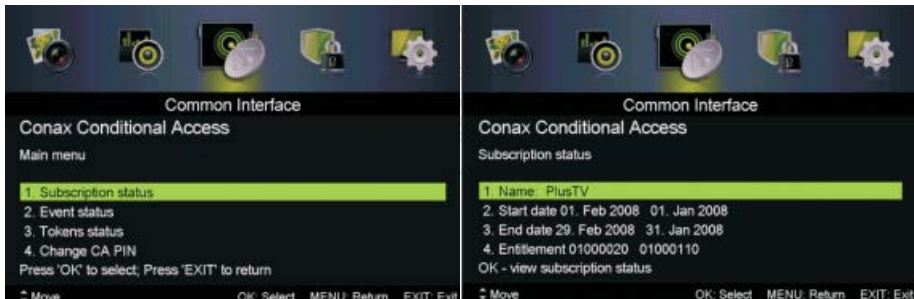 Common Interface
Conax Conditional Access
Main menu
1. Subscription status
2. Event status
3. Tokens status
4. Change CA PIN
Press 'OK' to select; Press 'EXIT' to return
Move OK: Select MENU: Return EXIT: Exit
Common Interface
Conax Conditional Access
Subscription status
1. Name: PlusTV
2. Start date 01. Feb 2008 01. Jan 2008
3. End date 29. Feb 2008 31. Jan 2008
4. Entitlement 01000020 01000110
OK - view subscription status
Move OK: Select MENU: Return EXIT: Exit